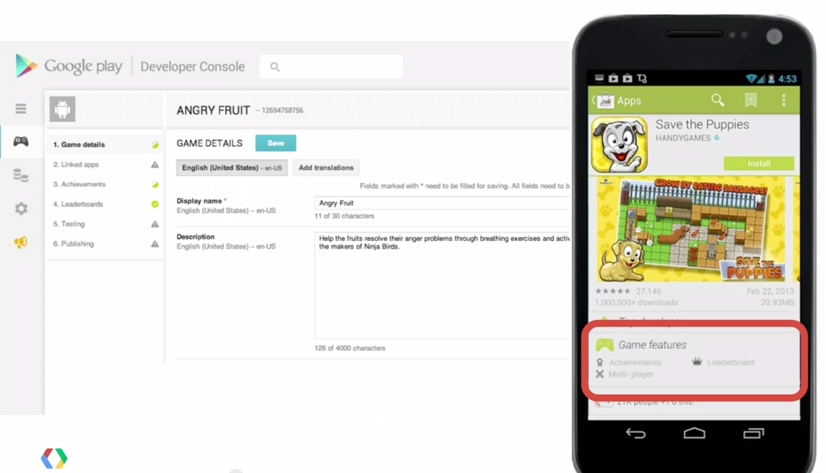 Google play | Developer Console
ANGRY FRUIT – 12694758756
1. Game details
2. Linked apps
3. Achievements
4. Leaderboards
5. Testing
6. Publishing
GAME DETAILS Save
English (United States) – en-US Add translations
Fields marked with * need to be filled for saving. All fields need to b
Display name *
English (United States) – en-US
Angry Fruit
11 of 30 characters
Description
English (United States) – en-US
Help the fruits resolve their anger problems through breathing exercises and activ
the makers of Ninja Birds.
126 of 4000 characters
4:53
Apps
Save the Puppies
HANDYGAMES
Install
GROW BY EATING SAUSAGES!
SAVE THE
PUPPIES
27,146 Feb 22, 2013
1,000,000+ downloads 20.93MB
Game features
Achievements Leaderboard
Multi-player
21K people +1'd this.